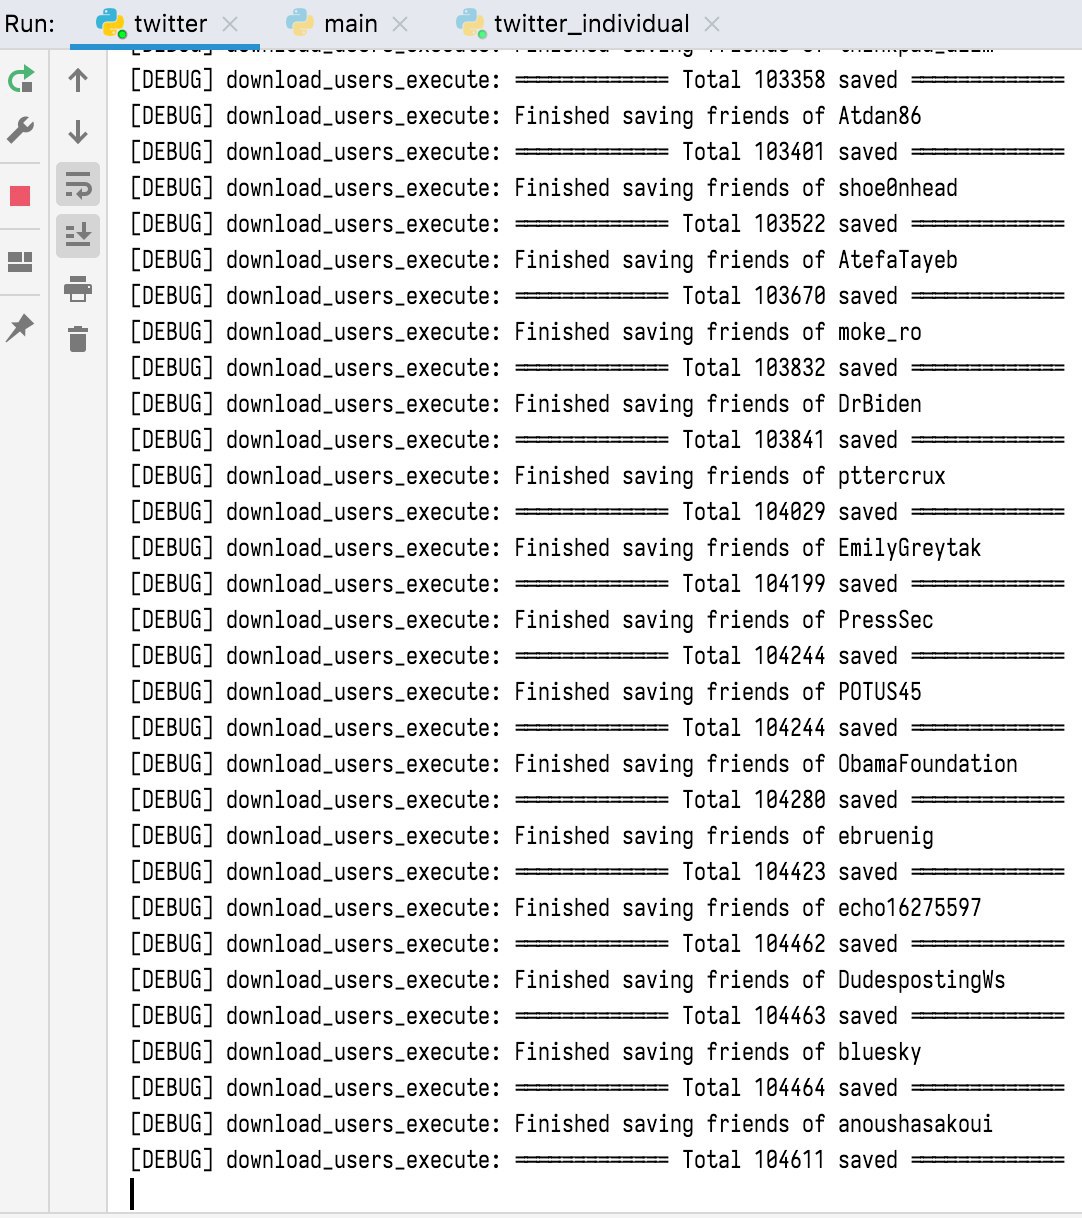 Run: twitter main twitter_individual
[DEBUG] download_users_execute: Finished saving friends of
[DEBUG] download_users_execute: ============= Total 103358 saved =============
[DEBUG] download_users_execute: Finished saving friends of Atdan86
[DEBUG] download_users_execute: ============= Total 103401 saved =============
[DEBUG] download_users_execute: Finished saving friends of shoe0nhead
[DEBUG] download_users_execute: ============= Total 103522 saved =============
[DEBUG] download_users_execute: Finished saving friends of AtefaTayeb
[DEBUG] download_users_execute: ============= Total 103670 saved =============
[DEBUG] download_users_execute: Finished saving friends of moke_ro
[DEBUG] download_users_execute: ============= Total 103832 saved =============
[DEBUG] download_users_execute: Finished saving friends of DrBiden
[DEBUG] download_users_execute: ============= Total 103841 saved =============
[DEBUG] download_users_execute: Finished saving friends of pttercrux
[DEBUG] download_users_execute: ============= Total 104029 saved =============
[DEBUG] download_users_execute: Finished saving friends of EmilyGreytak
[DEBUG] download_users_execute: ============= Total 104199 saved =============
[DEBUG] download_users_execute: Finished saving friends of PressSec
[DEBUG] download_users_execute: ============= Total 104244 saved =============
[DEBUG] download_users_execute: Finished saving friends of POTUS45
[DEBUG] download_users_execute: ============= Total 104244 saved =============
[DEBUG] download_users_execute: Finished saving friends of ObamaFoundation
[DEBUG] download_users_execute: ============= Total 104280 saved =============
[DEBUG] download_users_execute: Finished saving friends of ebruenig
[DEBUG] download_users_execute: ============= Total 104423 saved =============
[DEBUG] download_users_execute: Finished saving friends of echo16275597
[DEBUG] download_users_execute: ============= Total 104462 saved =============
[DEBUG] download_users_execute: Finished saving friends of DudespostingWs
[DEBUG] download_users_execute: ============= Total 104463 saved =============
[DEBUG] download_users_execute: Finished saving friends of bluesky
[DEBUG] download_users_execute: ============= Total 104464 saved =============
[DEBUG] download_users_execute: Finished saving friends of anoushasakoui
[DEBUG] download_users_execute: ============= Total 104611 saved =============